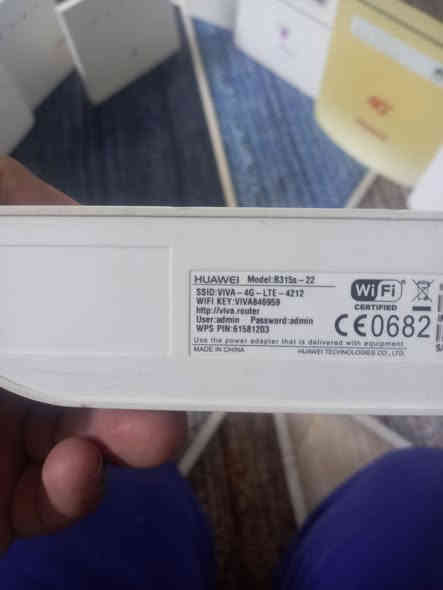 HUAWEI Model:B315s-22
SSID:VIVA-4G-LTE-4212
WIFI KEY:VIVA846959
http://viva.router
User:admin Password:admin
WPS PIN:61581203
WiFi
CERTIFIED
CE0682
Use the power adapter that is delivered with equipment
MADE IN CHINA HUAWEI TECHNOLOGIES CO., LTD.
4G